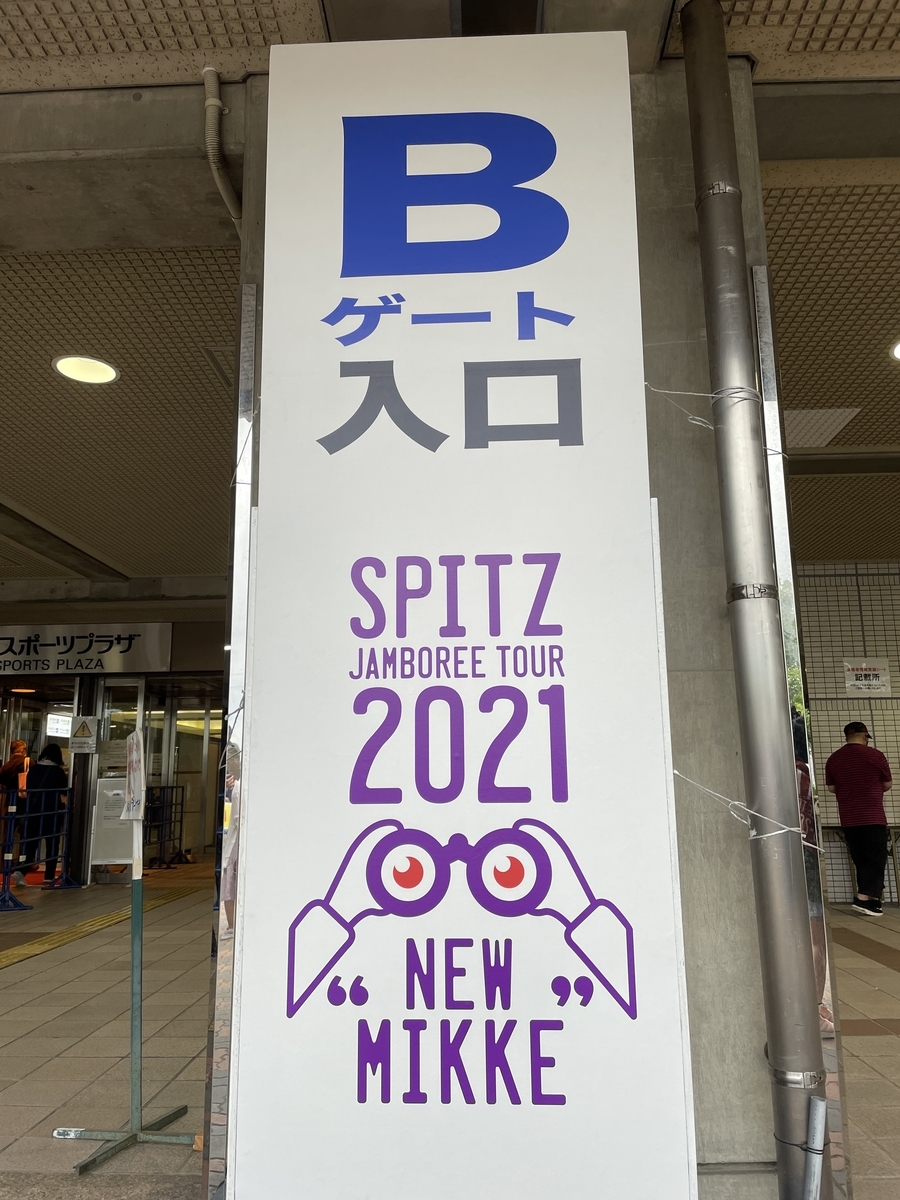 B
ゲート
入口
SPITZ
JAMBOREE TOUR
2021
“ NEW ”
MIKKE
スポーツプラザ
SPORTS PLAZA
記載所